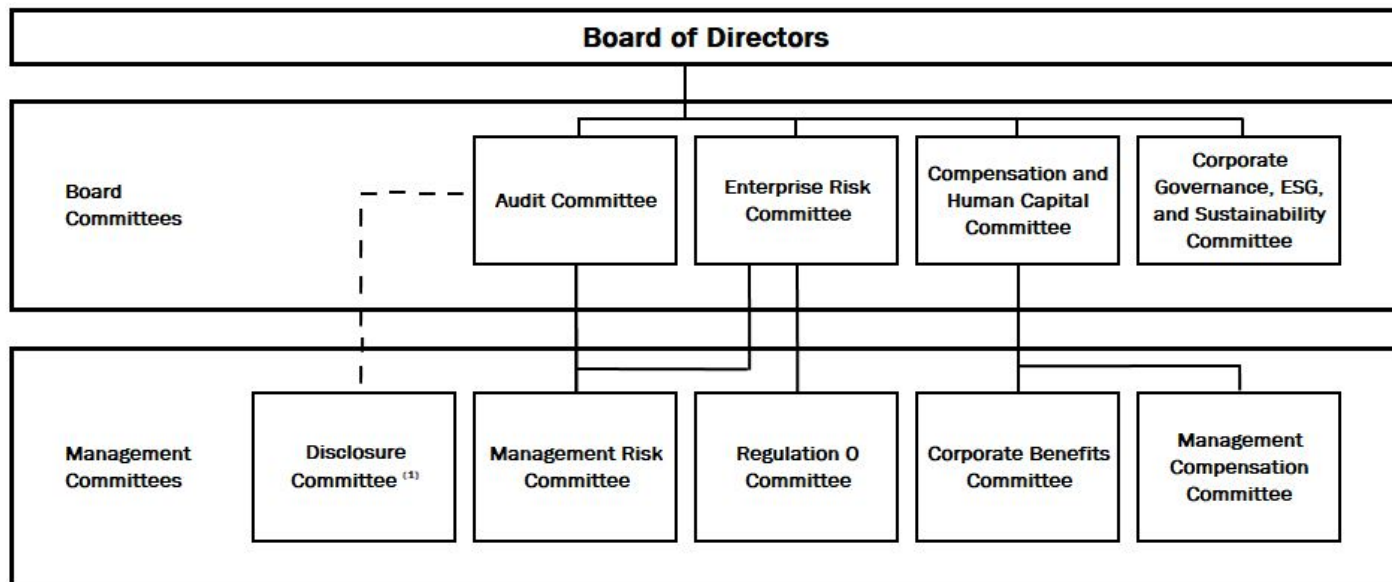 Board of Directors
Board
Committees
Audit Committee
Enterprise Risk
Committee
Compensation and
Human Capital
Committee
Corporate
Governance, ESG,
and Sustainability
Committee
Management
Committees
Disclosure
Committee (1)
Management Risk
Committee
Regulation O
Committee
Corporate Benefits
Committee
Management
Compensation
Committee